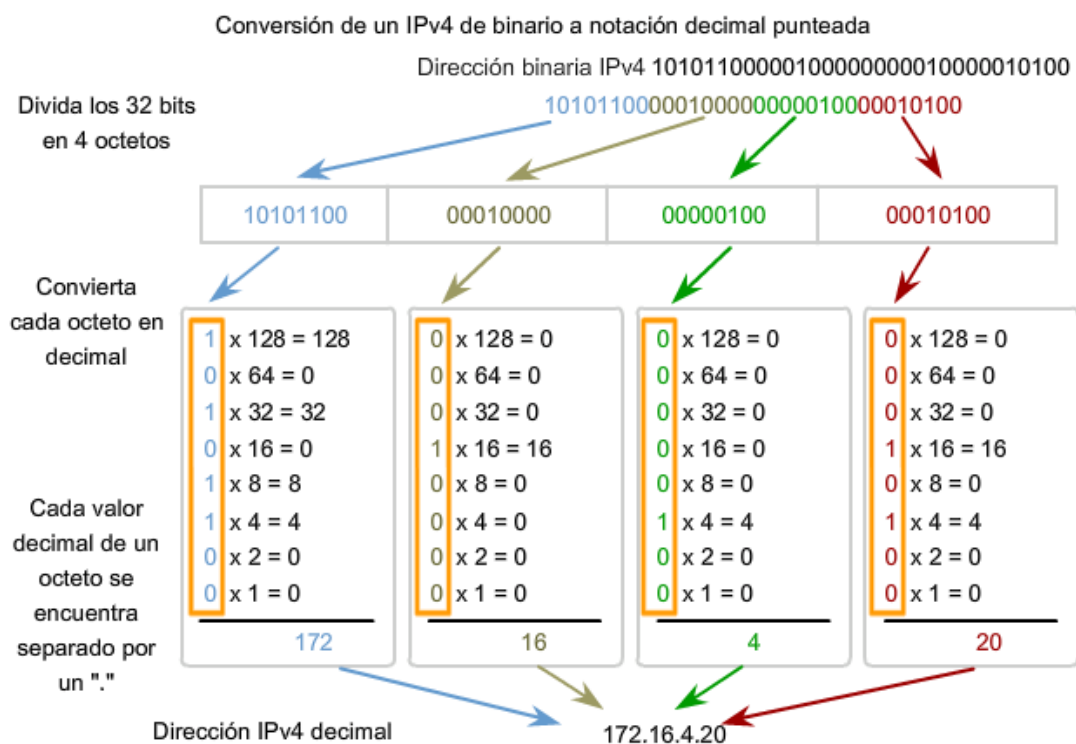 Conversión de un IPv4 de binario a notación decimal punteada
Dirección binaria IPv4 10101100000100000000010000010100
Divida los 32 bits
en 4 octetos
10101100000100000000010000010100
10101100
00010000
00000100
00010100
Convierta
cada octeto en
decimal
1 x 128 = 128
0 x 64 = 0
1 x 32 = 32
0 x 16 = 0
1 x 8 = 8
1 x 4 = 4
0 x 2 = 0
0 x 1 = 0
172
0 x 128 = 0
0 x 64 = 0
0 x 32 = 0
1 x 16 = 16
0 x 8 = 0
0 x 4 = 0
0 x 2 = 0
0 x 1 = 0
16
0 x 128 = 0
0 x 64 = 0
0 x 32 = 0
0 x 16 = 0
0 x 8 = 0
1 x 4 = 4
0 x 2 = 0
0 x 1 = 0
4
0 x 128 = 0
0 x 64 = 0
0 x 32 = 0
1 x 16 = 16
0 x 8 = 0
1 x 4 = 4
0 x 2 = 0
0 x 1 = 0
20
Cada valor
decimal de un
octeto se
encuentra
separado por
un "."
Dirección IPv4 decimal
172.16.4.20